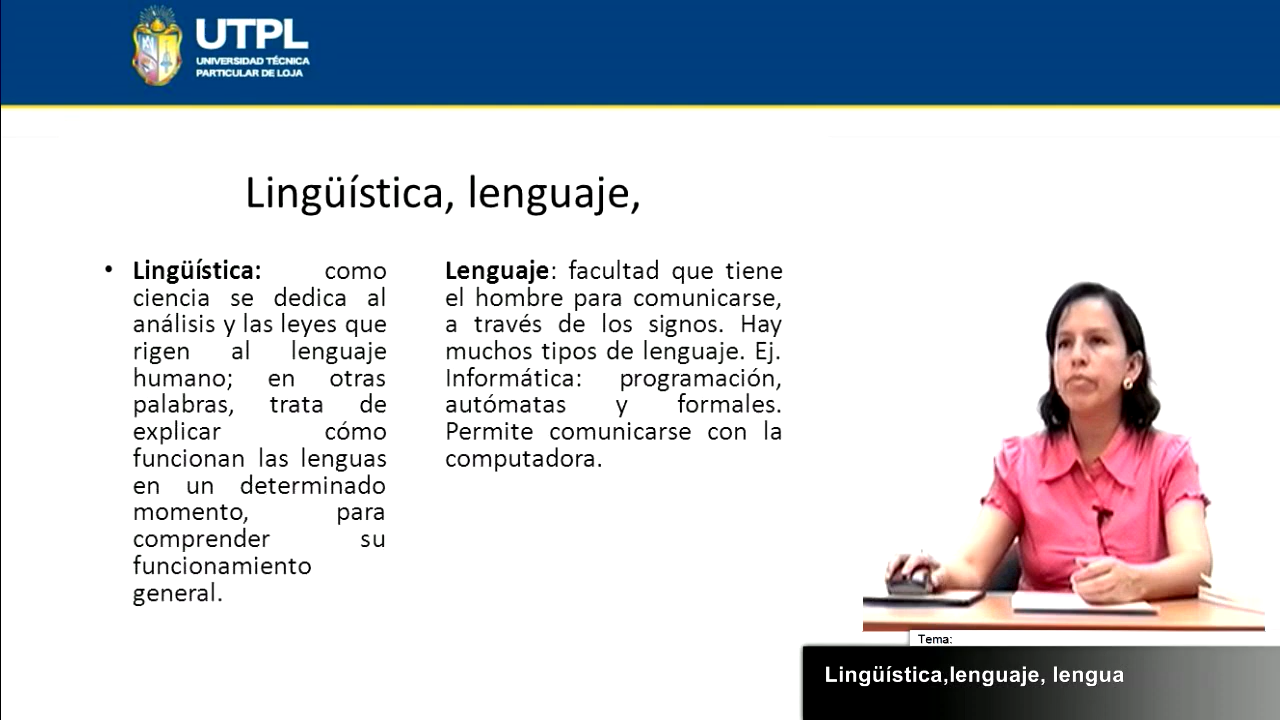 UTPL
UNIVERSIDAD TÉCNICA
PARTICULAR DE LOJA
Lingüística, lenguaje,
• Lingüística: como
ciencia se dedica al
análisis y las leyes que
rigen al lenguaje
humano; en otras
palabras, trata de
explicar cómo
funcionan las lenguas
en un determinado
momento, para
comprender su
funcionamiento
general.
Lenguaje: facultad que tiene
el hombre para comunicarse,
a través de los signos. Hay
muchos tipos de lenguaje. Ej.
Informática: programación,
autómatas y formales.
Permite comunicarse con la
computadora.
Tema:
Lingüística,lenguaje, lengua